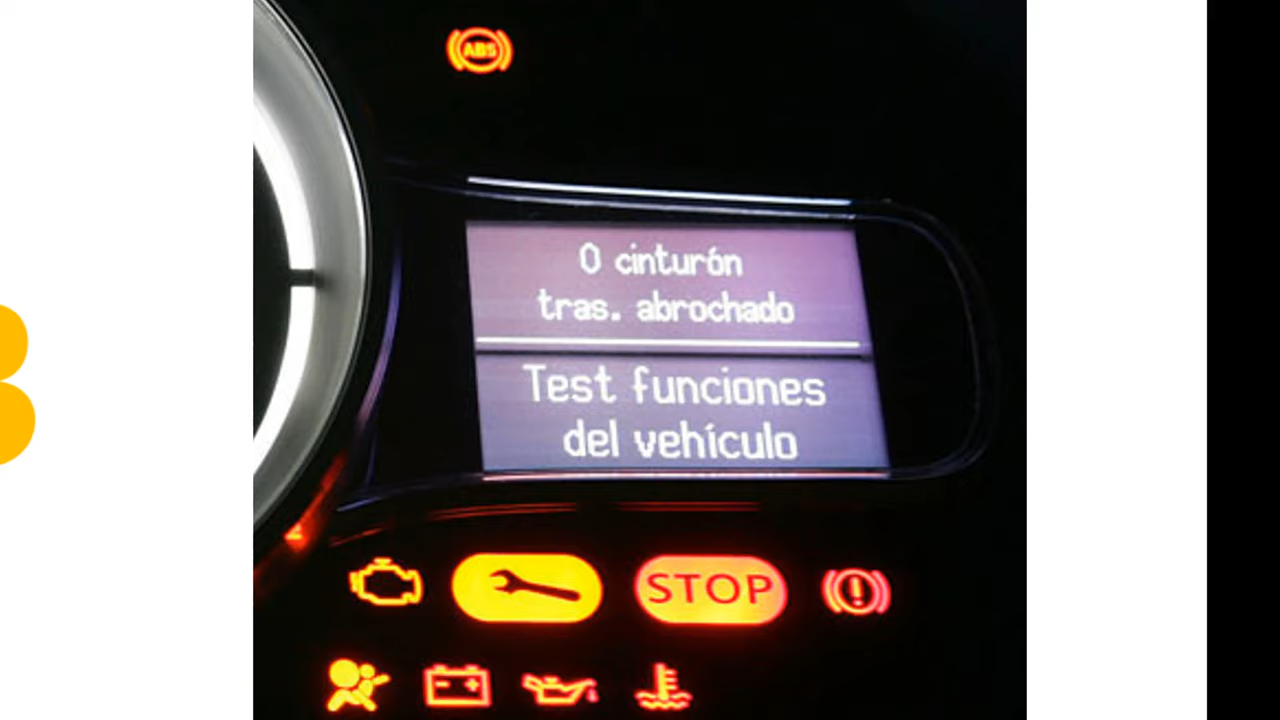 ABS
0 cinturón
tras. abrochado
Test funciones
del vehículo
STOP